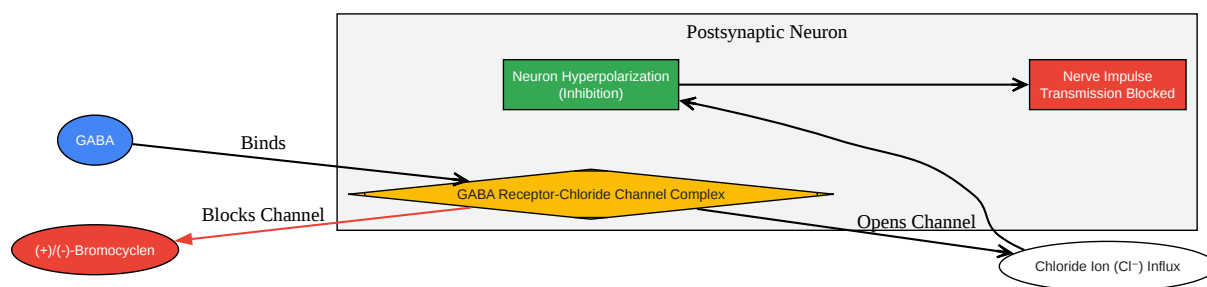 Postsynaptic Neuron
Neuron Hyperpolarization
(Inhibition)
Nerve Impulse
Transmission Blocked
GABA
Binds
GABA Receptor-Chloride Channel Complex
Blocks Channel
Opens Channel
(+)/(-)-Bromocyclen
Chloride Ion (Cl⁻) Influx